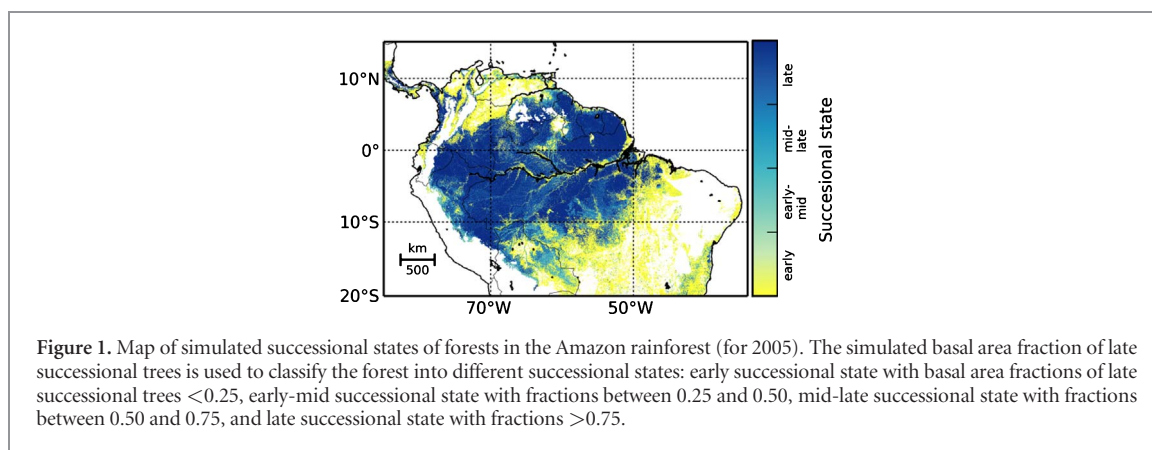 10°N
0°
10°S
20°S
70°W
50°W
km
500
late
mid-
late
early-
mid
early
Succesional state
Figure 1. Map of simulated successional states of forests in the Amazon rainforest (for 2005). The simulated basal area fraction of late
successional trees is used to classify the forest into different successional states: early successional state with basal area fractions of late
successional trees <0.25, early-mid successional state with fractions between 0.25 and 0.50, mid-late successional state with fractions
between 0.50 and 0.75, and late successional state with fractions >0.75.